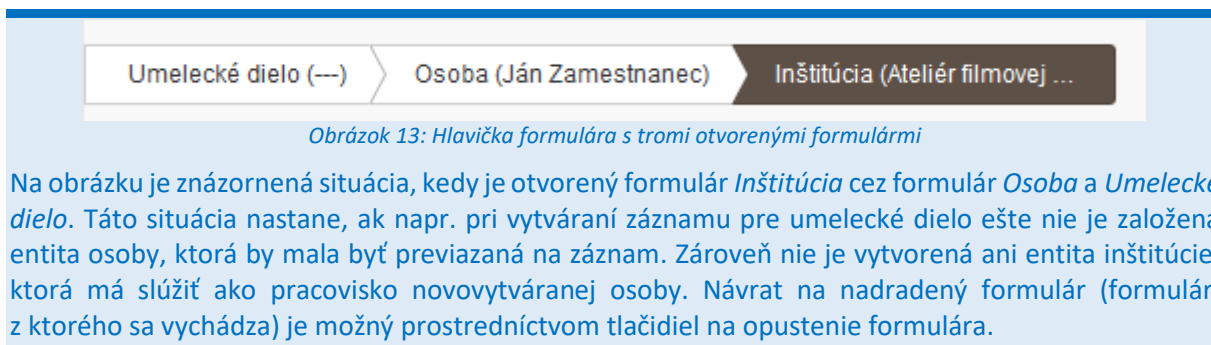 Umelecké dielo (---) Osoba (Ján Zamestnanec) Inštitúcia (Ateliér filmovej ...
Obrázok 13: Hlavička formulára s tromi otvorenými formulármi
Na obrázku je znázornená situácia, kedy je otvorený formulár Inštitúcia cez formulár Osoba a Umelecké
dielo. Táto situácia nastane, ak napr. pri vytváraní záznamu pre umelecké dielo ešte nie je založená
entita osoby, ktorá by mala byť previazaná na záznam. Zároveň nie je vytvorená ani entita inštitúcie
ktorá má slúžiť ako pracovisko novovytváranej osoby. Návrat na nadradený formulár (formulár
z ktorého sa vychádza) je možný prostredníctvom tlačidiel na opustenie formulára.